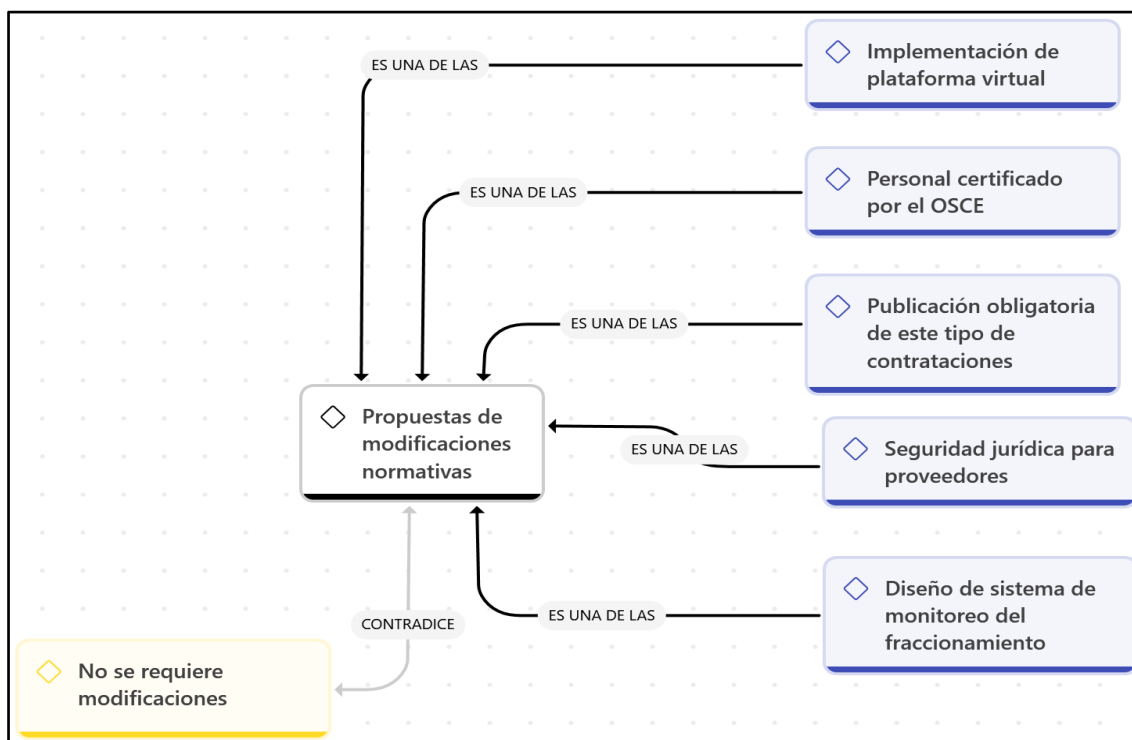 ES UNA DE LAS
Implementación de
plataforma virtual
ES UNA DE LAS
Personal certificado
por el OSCE
ES UNA DE LAS
Publicación obligatoria
de este tipo de
contrataciones
Propuestas de
modificaciones
normativas
ES UNA DE LAS
Seguridad jurídica para
proveedores
CONTRADICE
ES UNA DE LAS
Diseño de sistema de
monitoreo del
fraccionamiento
No se requiere
modificaciones